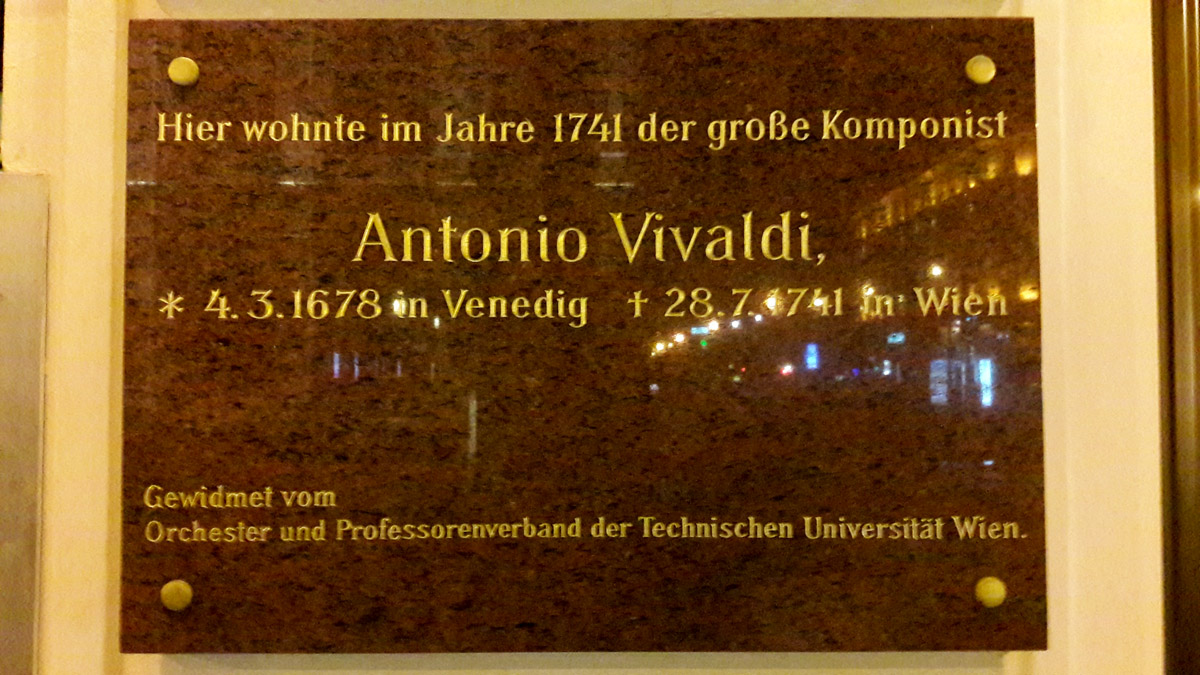 Hier wohnte im Jahre 1741 der große Komponist
Antonio Vivaldi,
* 4.3.1678 in Venedig † 28.7.1741 in Wien
Gewidmet vom
Orchester und Professorenverband der Technischen Universität Wien.